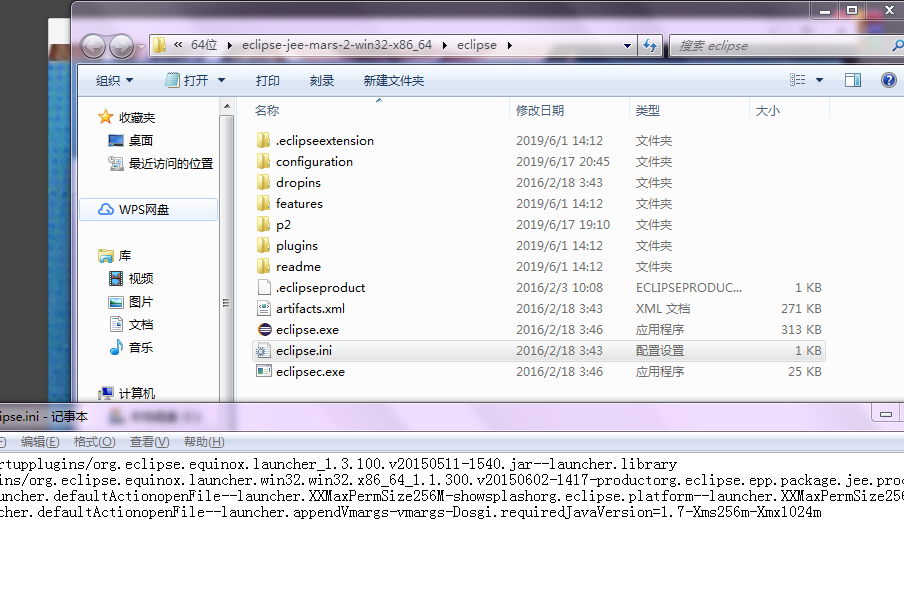 « 64位 ▸ eclipse-jee-mars-2-win32-x86_64 ▸ eclipse ▸
搜索 eclipse
组织 打开 打印 刻录 新建文件夹
名称 修改日期 类型 大小
收藏夹
桌面
最近访问的位置
WPS网盘
库
视频
图片
文档
音乐
计算机
.eclipseextension 2019/6/1 14:12 文件夹
configuration 2019/6/17 20:45 文件夹
dropins 2016/2/18 3:43 文件夹
features 2019/6/1 14:12 文件夹
p2 2019/6/17 19:10 文件夹
plugins 2019/6/1 14:12 文件夹
readme 2019/6/1 14:12 文件夹
.eclipseproduct 2016/2/3 10:08 ECLIPSEPRODUC... 1 KB
artifacts.xml 2016/2/18 3:43 XML 文档 271 KB
eclipse.exe 2016/2/18 3:46 应用程序 313 KB
eclipse.ini 2016/2/18 3:43 配置设置 1 KB
eclipsec.exe 2016/2/18 3:46 应用程序 25 KB
ipse.ini - 记事本
F) 编辑(E) 格式(O) 查看(V) 帮助(H)
rtupplugins/org.eclipse.equinox.launcher_1.3.100.v20150511-1540.jar--launcher.library
ins/org.eclipse.equinox.launcher.win32.win32.x86_64_1.1.300.v20150602-1417-productorg.eclipse.epp.package.jee.proc
uncher.defaultActionopenFile--launcher.XXMaxPermSize256M-showsplashorg.eclipse.platform--launcher.XXMaxPermSize256
cher.defaultActionopenFile--launcher.appendVmargs-vmargs-Dosgi.requiredJavaVersion=1.7-Xms256m-Xmx1024m